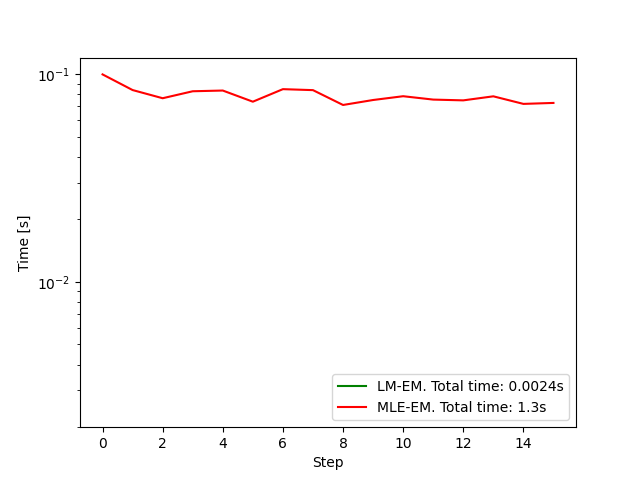 10⁻¹
10⁻²
Time [s]
LM-EM. Total time: 0.0024s
MLE-EM. Total time: 1.3s
0 2 4 6 8 10 12 14
Step